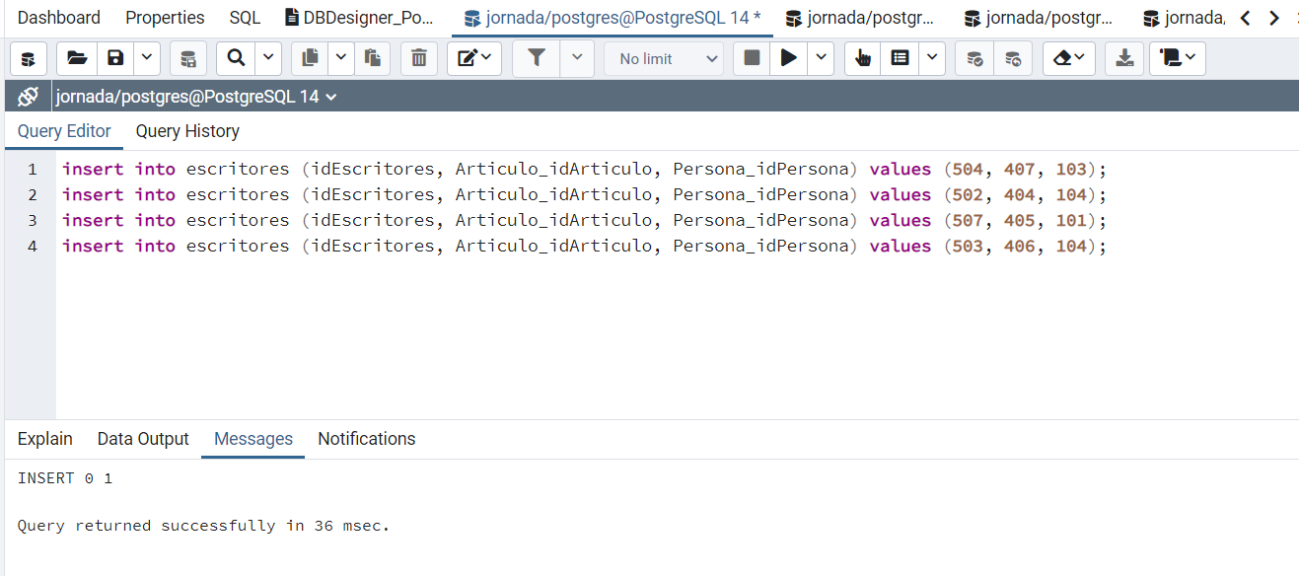 Dashboard Properties SQL DBDesigner_Po... jornada/postgres@PostgreSQL 14 * jornada/postgr... jornada/postgr... jornada,
No limit
jornada/postgres@PostgreSQL 14
Query Editor Query History
1 insert into escritores (idEscritores, Articulo_idArticulo, Persona_idPersona) values (504, 407, 103);
2 insert into escritores (idEscritores, Articulo_idArticulo, Persona_idPersona) values (502, 404, 104);
3 insert into escritores (idEscritores, Articulo_idArticulo, Persona_idPersona) values (507, 405, 101);
4 insert into escritores (idEscritores, Articulo_idArticulo, Persona_idPersona) values (503, 406, 104);
Explain Data Output Messages Notifications
INSERT 0 1
Query returned successfully in 36 msec.